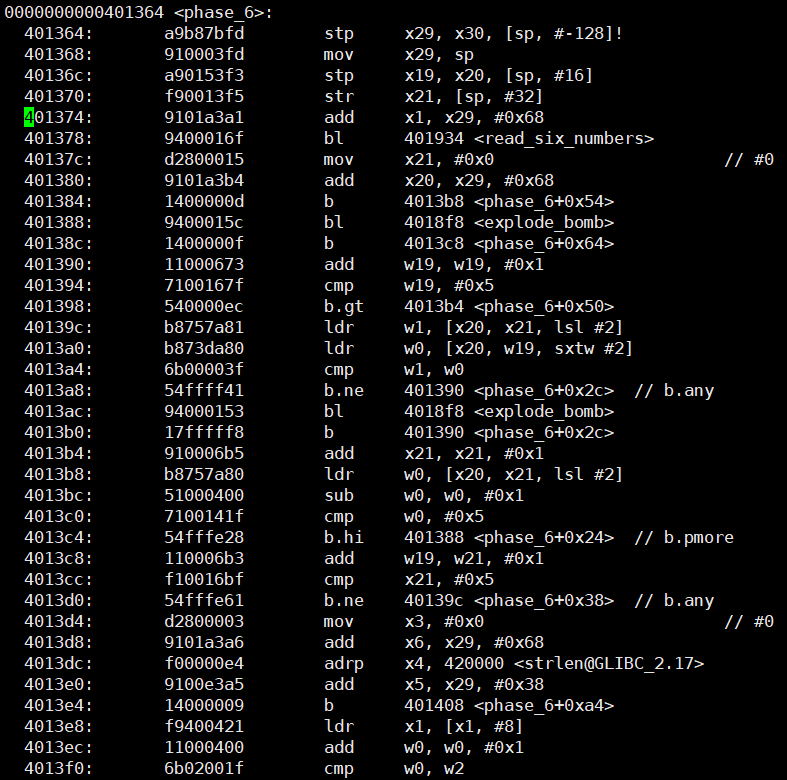 0000000000401364 <phase_6>:
401364: a9b87bfd stp x29, x30, [sp, #-128]!
401368: 910003fd mov x29, sp
40136c: a90153f3 stp x19, x20, [sp, #16]
401370: f90013f5 str x21, [sp, #32]
401374: 9101a3a1 add x1, x29, #0x68
401378: 9400016f bl 401934 <read_six_numbers>
40137c: d2800015 mov x21, #0x0 // #0
401380: 9101a3b4 add x20, x29, #0x68
401384: 1400000d b 4013b8 <phase_6+0x54>
401388: 9400015c bl 4018f8 <explode_bomb>
40138c: 1400000f b 4013c8 <phase_6+0x64>
401390: 11000673 add w19, w19, #0x1
401394: 7100167f cmp w19, #0x5
401398: 540000ec b.gt 4013b4 <phase_6+0x50>
40139c: b8757a81 ldr w1, [x20, x21, lsl #2]
4013a0: b873da80 ldr w0, [x20, w19, sxtw #2]
4013a4: 6b00003f cmp w1, w0
4013a8: 54ffff41 b.ne 401390 <phase_6+0x2c> // b.any
4013ac: 94000153 bl 4018f8 <explode_bomb>
4013b0: 17fffff8 b 401390 <phase_6+0x2c>
4013b4: 910006b5 add x21, x21, #0x1
4013b8: b8757a80 ldr w0, [x20, x21, lsl #2]
4013bc: 51000400 sub w0, w0, #0x1
4013c0: 7100141f cmp w0, #0x5
4013c4: 54fffe28 b.hi 401388 <phase_6+0x24> // b.pmore
4013c8: 110006b3 add w19, w21, #0x1
4013cc: f10016bf cmp x21, #0x5
4013d0: 54fffe61 b.ne 40139c <phase_6+0x38> // b.any
4013d4: d2800003 mov x3, #0x0 // #0
4013d8: 9101a3a6 add x6, x29, #0x68
4013dc: f00000e4 adrp x4, 420000 <strlen@GLIBC_2.17>
4013e0: 9100e3a5 add x5, x29, #0x38
4013e4: 14000009 b 401408 <phase_6+0xa4>
4013e8: f9400421 ldr x1, [x1, #8]
4013ec: 11000400 add w0, w0, #0x1
4013f0: 6b02001f cmp w0, w2